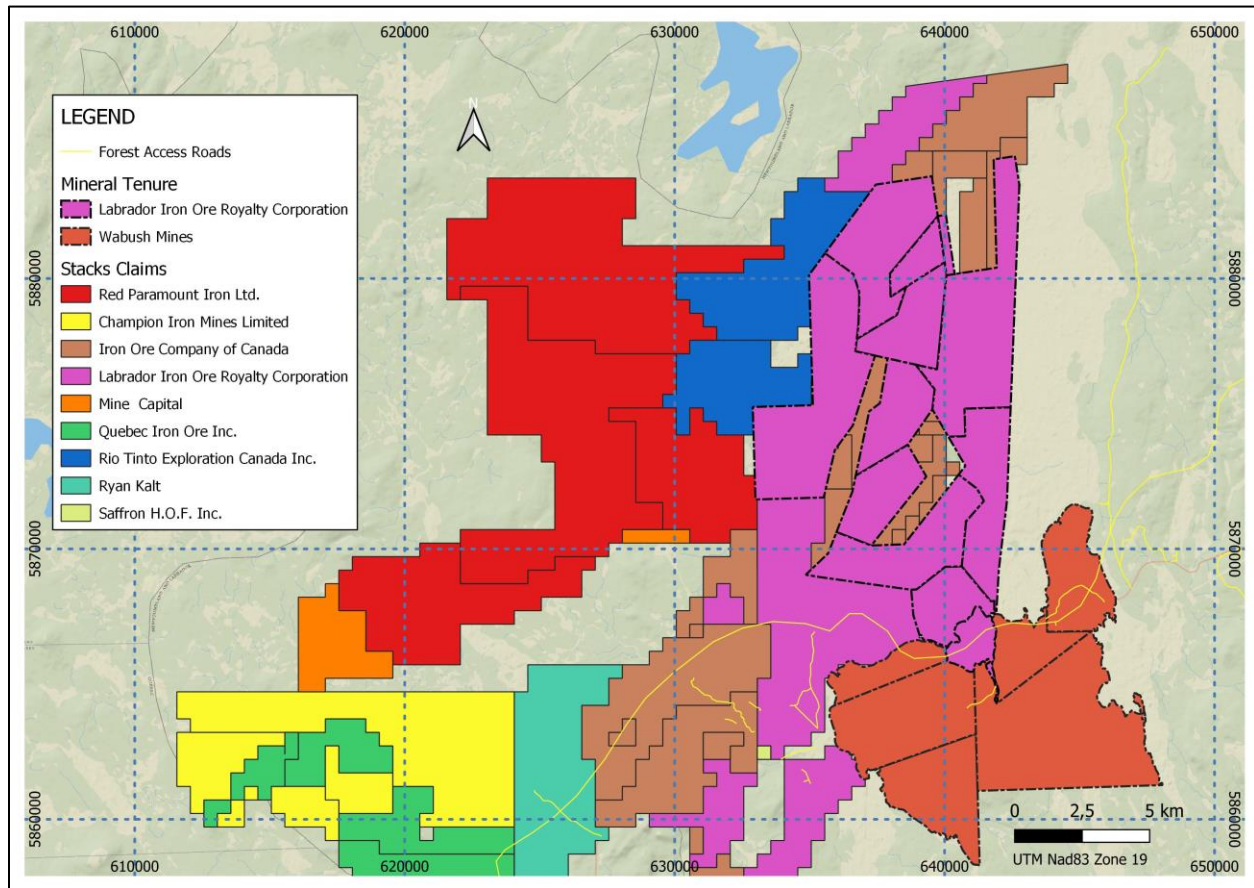 610000
620000
630000
640000
650000
N
LEGEND
Forest Access Roads
Mineral Tenure
Labrador Iron Ore Royalty Corporation
Wabush Mines
Stacks Claims
Red Paramount Iron Ltd.
Champion Iron Mines Limited
Iron Ore Company of Canada
Labrador Iron Ore Royalty Corporation
Mine Capital
Quebec Iron Ore Inc.
Rio Tinto Exploration Canada Inc.
Ryan Kalt
Saffron H.O.F. Inc.
5880000
5880000
5870000
5870000
5860000
5860000
0
2,5
5 km
UTM Nad83 Zone 19
610000
620000
630000
640000
650000